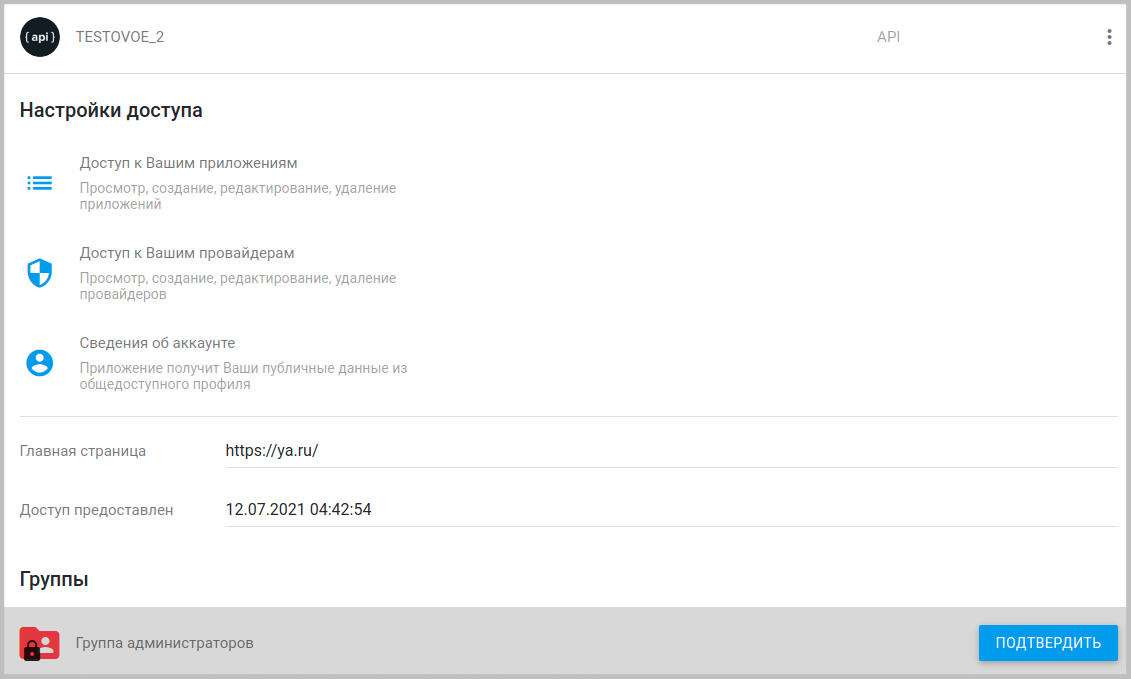 {api} TESTOVOE_2 API
Настройки доступа
Доступ к Вашим приложениям
Просмотр, создание, редактирование, удаление
приложений
Доступ к Вашим провайдерам
Просмотр, создание, редактирование, удаление
провайдеров
Сведения об аккаунте
Приложение получит Ваши публичные данные из
общедоступного профиля
Главная страница https://ya.ru/
Доступ предоставлен 12.07.2021 04:42:54
Группы
Группа администраторов ПОДТВЕРДИТЬ